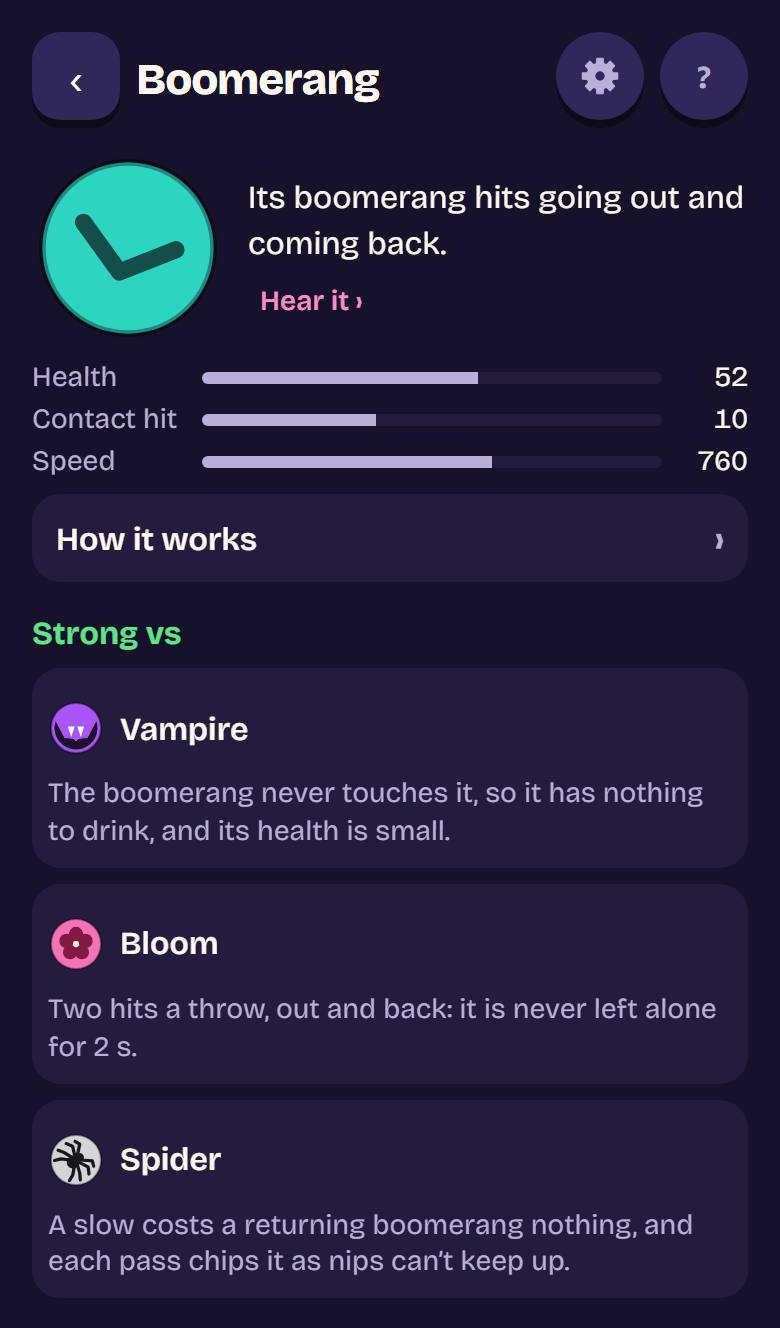 ‹ Boomerang ?
Its boomerang hits going out and
coming back.
Hear it ›
Health 52
Contact hit 10
Speed 760
How it works ›
Strong vs
Vampire
The boomerang never touches it, so it has nothing
to drink, and its health is small.
Bloom
Two hits a throw, out and back: it is never left alone
for 2 s.
Spider
A slow costs a returning boomerang nothing, and
each pass chips it as nips can’t keep up.